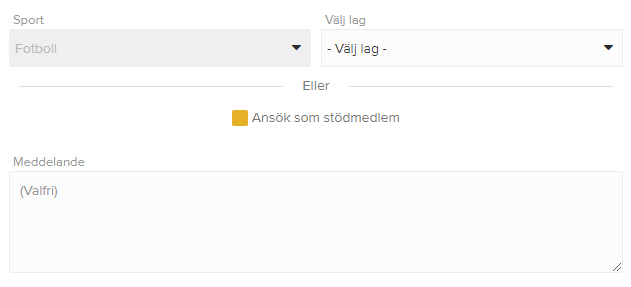 Sport Välj lag
Fotboll - Välj lag -
Eller
Ansök som stödmedlem
Meddelande
(Valfri)